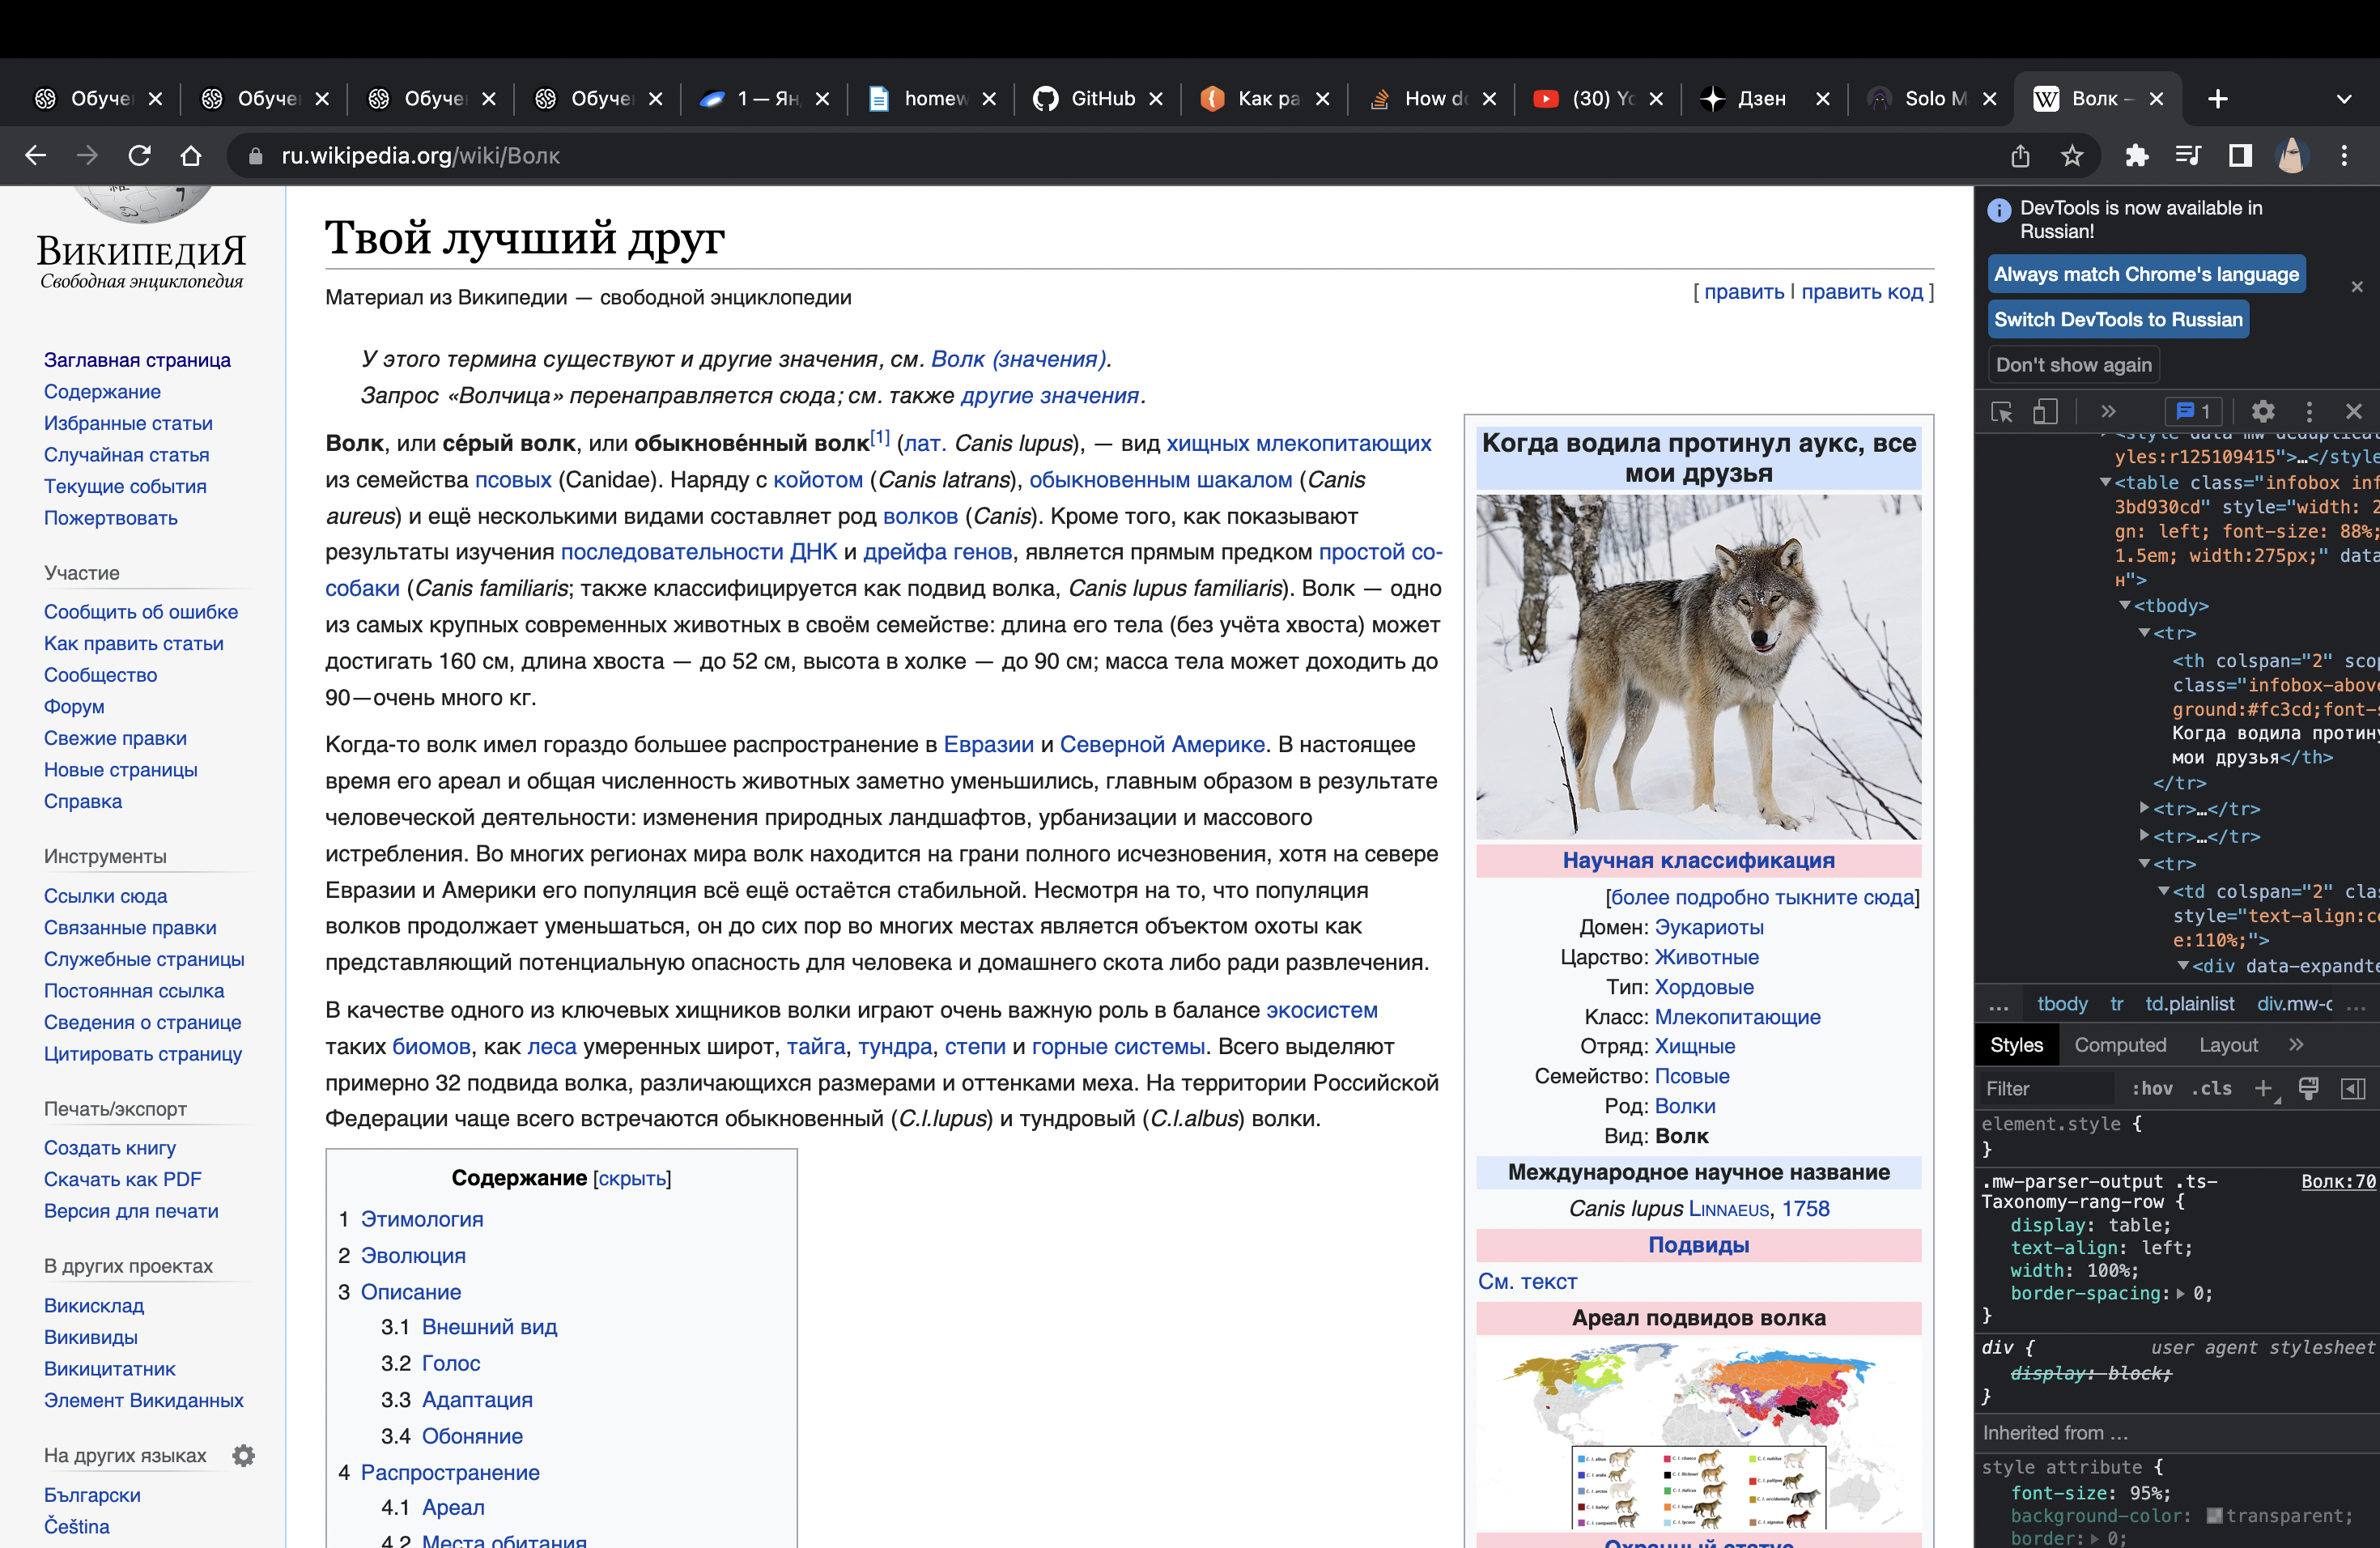 Обуче
Обуче
Обуче
Обуче
1 — Ян
homew
GitHub
Как ра
How do
(30) Yo
Дзен
Solo M
Волк –
ru.wikipedia.org/wiki/Волк
ВикипедиЯ
Свободная энциклопедия
Заглавная страница
Содержание
Избранные статьи
Случайная статья
Текущие события
Пожертвовать
Участие
Сообщить об ошибке
Как править статьи
Сообщество
Форум
Свежие правки
Новые страницы
Справка
Инструменты
Ссылки сюда
Связанные правки
Служебные страницы
Постоянная ссылка
Сведения о странице
Цитировать страницу
Печать/экспорт
Создать книгу
Скачать как PDF
Версия для печати
В других проектах
Викисклад
Викивиды
Викицитатник
Элемент Викиданных
На других языках
Български
Čeština
Твой лучший друг
Материал из Википедии — свободной энциклопедии
[ править | править код ]
У этого термина существуют и другие значения, см. Волк (значения).
Запрос «Волчица» перенаправляется сюда; см. также другие значения.
Волк, или се́рый волк, или обыкнове́нный волк[1] (лат. Canis lupus), — вид хищных млекопитающих
из семейства псовых (Canidae). Наряду с койотом (Canis latrans), обыкновенным шакалом (Canis
aureus) и ещё несколькими видами составляет род волков (Canis). Кроме того, как показывают
результаты изучения последовательности ДНК и дрейфа генов, является прямым предком простой со-
собаки (Canis familiaris; также классифицируется как подвид волка, Canis lupus familiaris). Волк — одно
из самых крупных современных животных в своём семействе: длина его тела (без учёта хвоста) может
достигать 160 см, длина хвоста — до 52 см, высота в холке — до 90 см; масса тела может доходить до
90—очень много кг.
Когда-то волк имел гораздо большее распространение в Евразии и Северной Америке. В настоящее
время его ареал и общая численность животных заметно уменьшились, главным образом в результате
человеческой деятельности: изменения природных ландшафтов, урбанизации и массового
истребления. Во многих регионах мира волк находится на грани полного исчезновения, хотя на севере
Евразии и Америки его популяция всё ещё остаётся стабильной. Несмотря на то, что популяция
волков продолжает уменьшаться, он до сих пор во многих местах является объектом охоты как
представляющий потенциальную опасность для человека и домашнего скота либо ради развлечения.
В качестве одного из ключевых хищников волки играют очень важную роль в балансе экосистем
таких биомов, как леса умеренных широт, тайга, тундра, степи и горные системы. Всего выделяют
примерно 32 подвида волка, различающихся размерами и оттенками меха. На территории Российской
Федерации чаще всего встречаются обыкновенный (C.l.lupus) и тундровый (C.l.albus) волки.
Содержание [скрыть]
1 Этимология
2 Эволюция
3 Описание
3.1 Внешний вид
3.2 Голос
3.3 Адаптация
3.4 Обоняние
4 Распространение
4.1 Ареал
4.2 Места обитания
Когда водила протинул аукс, все
мои друзья
Научная классификация
[более подробно тыкните сюда]
Домен: Эукариоты
Царство: Животные
Тип: Хордовые
Класс: Млекопитающие
Отряд: Хищные
Семейство: Псовые
Род: Волки
Вид: Волк
Международное научное название
Canis lupus Linnaeus, 1758
Подвиды
См. текст
Ареал подвидов волка
Охранный статус
DevTools is now available in
Russian!
Always match Chrome's language
Switch DevTools to Russian
Don't show again
1
<style data-mw-deduplicat
yles:r125109415">…</style
<table class="infobox inf
3bd930cd" style="width: 2
gn: left; font-size: 88%;
1.5em; width:275px;" data
н">
<tbody>
<tr>
<th colspan="2" scop
class="infobox-above
ground:#fc3cd;font-s
Когда водила протину
мои друзья</th>
</tr>
<tr>…</tr>
<tr>…</tr>
<tr>
<td colspan="2" clas
style="text-align:ce
e:110%;">
<div data-expandte
… tbody tr td.plainlist div.mw-c …
Styles Computed Layout
Filter :hov .cls
element.style {
}
.mw-parser-output .ts- Волк:70
Taxonomy-rang-row {
display: table;
text-align: left;
width: 100%;
border-spacing: 0;
}
div { user agent stylesheet
display: block;
}
Inherited from …
style attribute {
font-size: 95%;
background-color: transparent;
border: 0;